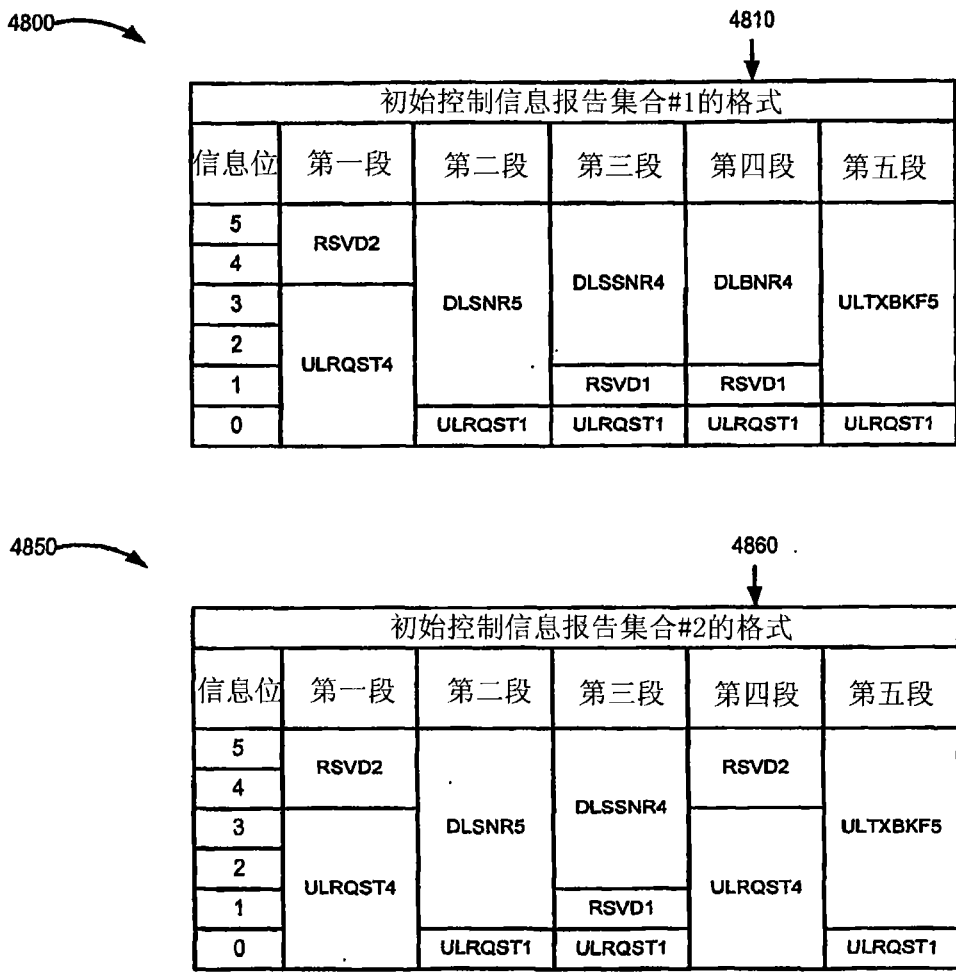 4800
4810
初始控制信息报告集合#1的格式
信息位 第一段 第二段 第三段 第四段 第五段
5
RSVD2
4
DLSSNR4 DLBNR4
3
DLSNR5 ULTXBKF5
2
ULRQST4
1 RSVD1 RSVD1
0 ULRQST1 ULRQST1 ULRQST1 ULRQST1
4850
4860
初始控制信息报告集合#2的格式
信息位 第一段 第二段 第三段 第四段 第五段
5
RSVD2 RSVD2
4
DLSSNR4
3 DLSNR5 ULTXBKF5
2
ULRQST4 ULRQST4
1 RSVD1
0 ULRQST1 ULRQST1 ULRQST1